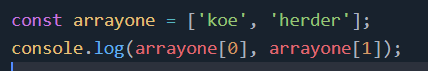 const arrayone = ['koe', 'herder'];
console.log(arrayone[0], arrayone[1]);